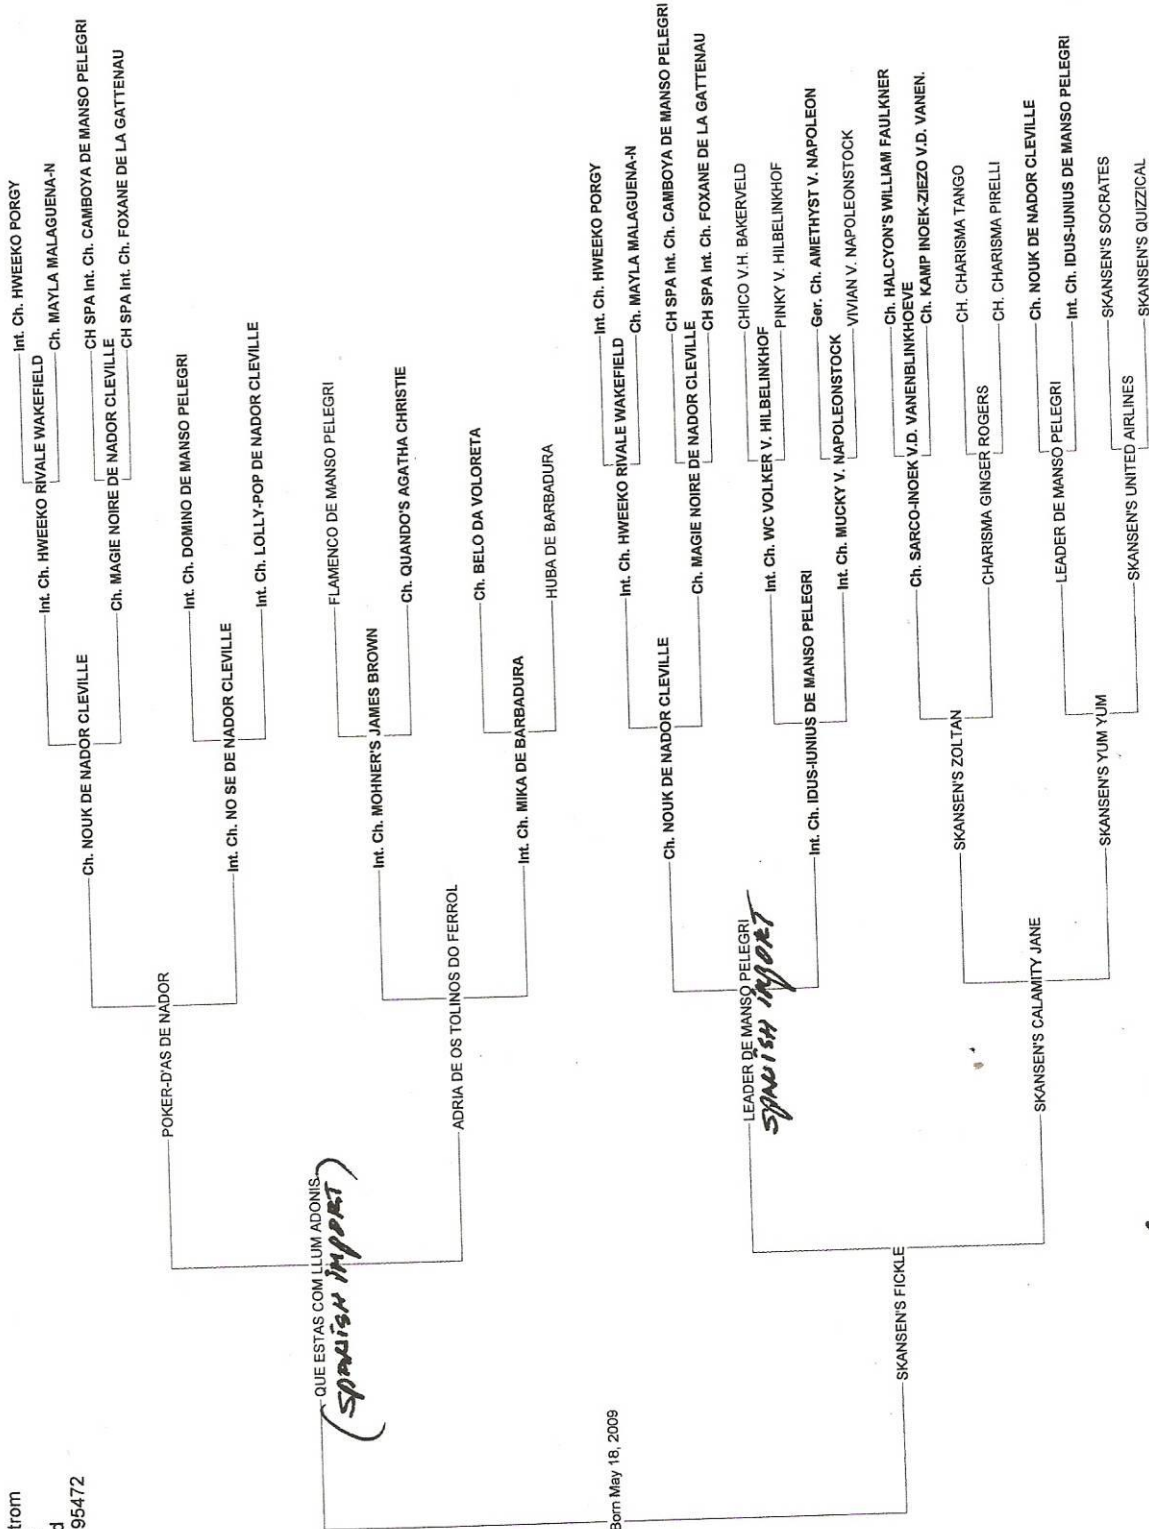 trom
d
95472
Born May 18, 2009
QUE ESTAS COM LLUM ADONIS
(SPANISH IMPORT)
SKANSEN'S FICKLE
POKER-D'AS DE NADOR
ADRIA DE OS TOLINOS DO FERROL
LEADER DE MANSO PELEGRI
SPANISH IMPORT
SKANSEN'S CALAMITY JANE
Ch. NOUK DE NADOR CLEVILLE
Int. Ch. NO SE DE NADOR CLEVILLE
Int. Ch. MOHNER'S JAMES BROWN
Int. Ch. MIKA DE BARBADURA
Ch. NOUK DE NADOR CLEVILLE
Int. Ch. IDUS-IUNIUS DE MANSO PELEGRI
SKANSEN'S ZOLTAN
SKANSEN'S YUM YUM
Int. Ch. HWEEKO RIVALE WAKEFIELD
Ch. MAGIE NOIRE DE NADOR CLEVILLE
Int. Ch. DOMINO DE MANSO PELEGRI
Int. Ch. LOLLY-POP DE NADOR CLEVILLE
FLAMENCO DE MANSO PELEGRI
Ch. QUANDO'S AGATHA CHRISTIE
Ch. BELO DA VOLORETA
HUBA DE BARBADURA
Int. Ch. HWEEKO RIVALE WAKEFIELD
Ch. MAGIE NOIRE DE NADOR CLEVILLE
Int. Ch. WC VOLKER V. HILBELINKHOF
Int. Ch. MUCKY V. NAPOLEONSTOCK
Ch. SARCO-INOEK V.D. VANENBLINKHOEVE
CHARISMA GINGER ROGERS
LEADER DE MANSO PELEGRI
SKANSEN'S UNITED AIRLINES
Int. Ch. HWEEKO PORGY
Ch. MAYLA MALAGUENA-N
CH SPA Int. Ch. CAMBOYA DE MANSO PELEGRI
CH SPA Int. Ch. FOXANE DE LA GATTENAU
Int. Ch. HWEEKO PORGY
Ch. MAYLA MALAGUENA-N
CH SPA Int. Ch. CAMBOYA DE MANSO PELEGRI
CH SPA Int. Ch. FOXANE DE LA GATTENAU
CHICO V.H. BAKERVELD
PINKY V. HILBELINKHOF
Ger. Ch. AMETHYST V. NAPOLEON
VIVIAN V. NAPOLEONSTOCK
Ch. HALCYON'S WILLIAM FAULKNER
Ch. KAMP INOEK-ZIEZO V.D. VANEN.
CH. CHARISMA TANGO
CH. CHARISMA PIRELLI
Ch. NOUK DE NADOR CLEVILLE
Int. Ch. IDUS-IUNIUS DE MANSO PELEGRI
SKANSEN'S SOCRATES
SKANSEN'S QUIZZICAL